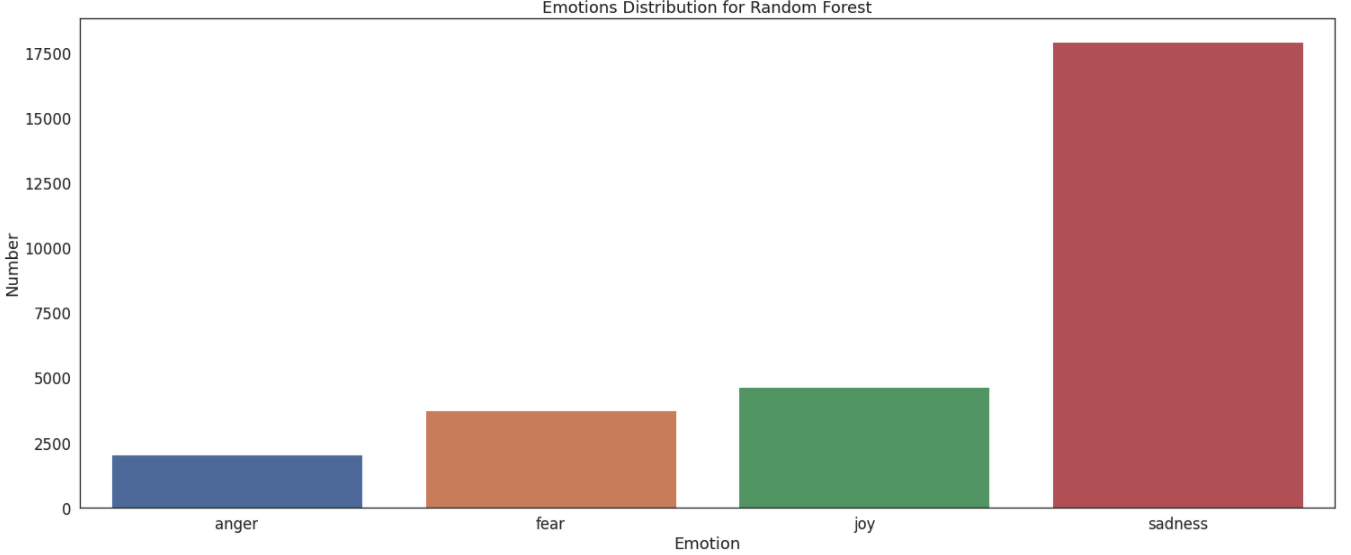 Emotions Distribution for Random Forest
17500
15000
12500
10000
7500
5000
2500
0
Number
anger fear joy sadness
Emotion